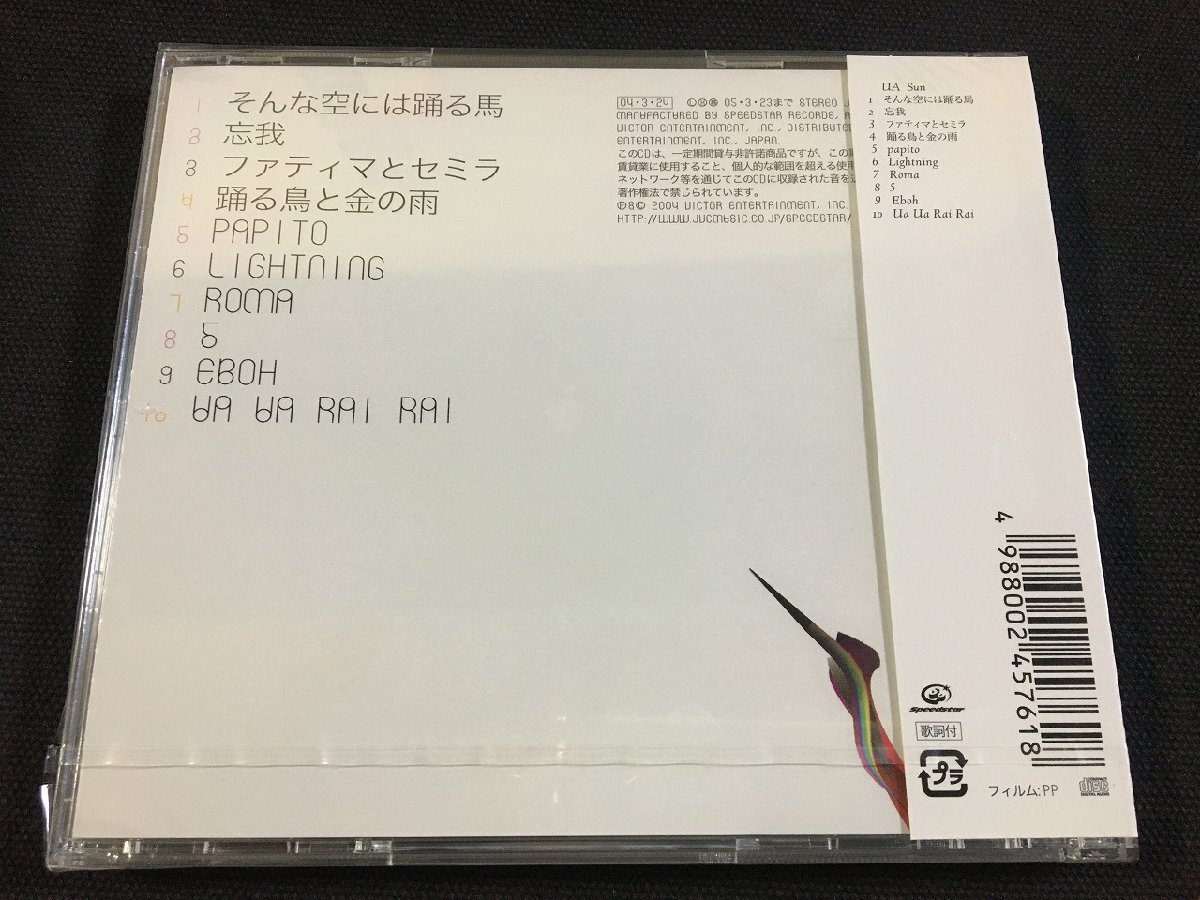 1 そんな空には踊る馬
2 忘我
3 ファティマとセミラ
4 踊る鳥と金の雨
5 PAPITO
6 LIGHTNING
7 ROMA
8 5
9 EBOH
10 UA UA RAI RAI
04・3・24 05・3・23まで STEREO
MANUFACTURED BY SPEEDSTAR RECORDS,
VICTOR ENTERTAINMENT, INC., DISTRIBUTED
ENTERTAINMENT, INC., JAPAN.
このCDは、一定期間貸与非許諾商品ですが、この
賃貸業に使用すること、個人的な範囲を超える使用
ネットワーク等を通じてこのCDに収録された音を
著作権法で禁じられています。
℗&© 2004 VICTOR ENTERTAINMENT, INC.
HTTP://WWW.JVCMUSIC.CO.JP/SPEEDSTAR/
UA Sun
1 そんな空には踊る馬
2 忘我
3 ファティマとセミラ
4 踊る鳥と金の雨
5 papito
6 Lightning
7 Roma
8 5
9 Eboh
10 Ua Ua Rai Rai
4 988002 457618
Speedstar
歌詞付
プラ
フィルム:PP
COMPACT disc DIGITAL AUDIO